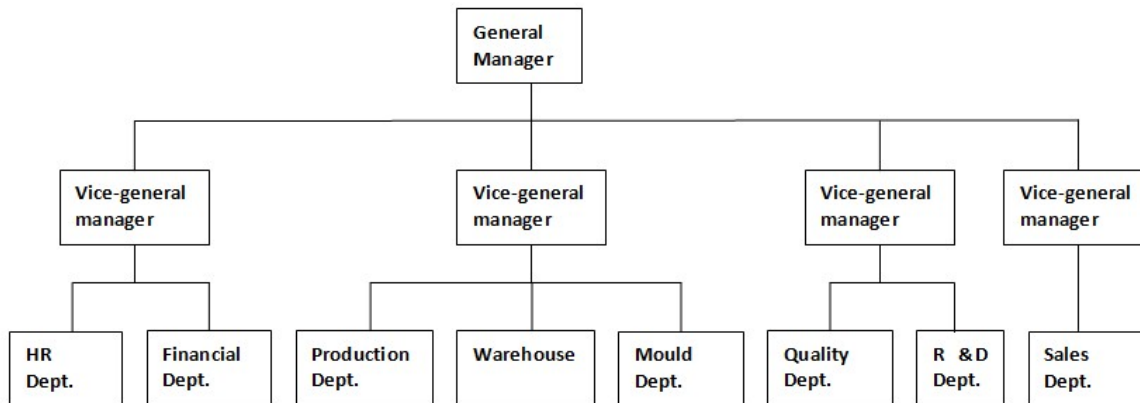 General
Manager
Vice-general
manager
Vice-general
manager
Vice-general
manager
Vice-general
manager
HR
Dept.
Financial
Dept.
Production
Dept.
Warehouse
Mould
Dept.
Quality
Dept.
R &D
Dept.
Sales
Dept.